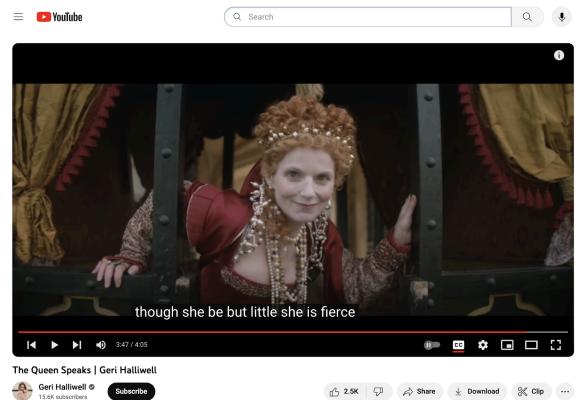 YouTube
Search
though she be but little she is fierce
3:47 / 4:05
CC
The Queen Speaks | Geri Halliwell
Geri Halliwell
15.6K subscribers
Subscribe
2.5K
Share
Download
Clip